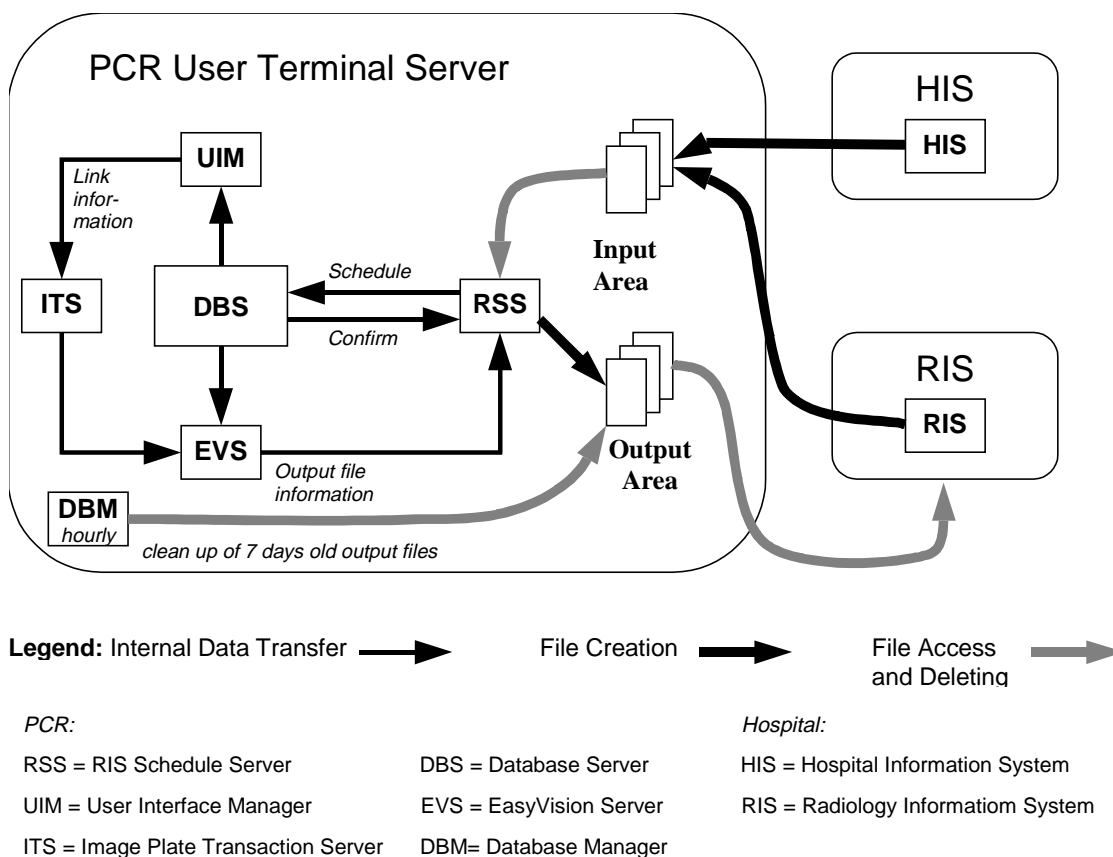 PCR User Terminal Server
HIS
HIS
UIM
Link
infor-
mation
Input
Area
Schedule
ITS
DBS
RSS
Confirm
RIS
RIS
EVS
Output file
information
Output
Area
DBM
hourly
clean up of 7 days old output files
Legend: Internal Data Transfer
File Creation
File Access
and Deleting
PCR:
Hospital:
RSS = RIS Schedule Server
DBS = Database Server
HIS = Hospital Information System
UIM = User Interface Manager
EVS = EasyVision Server
RIS = Radiology Informatiom System
ITS = Image Plate Transaction Server
DBM= Database Manager